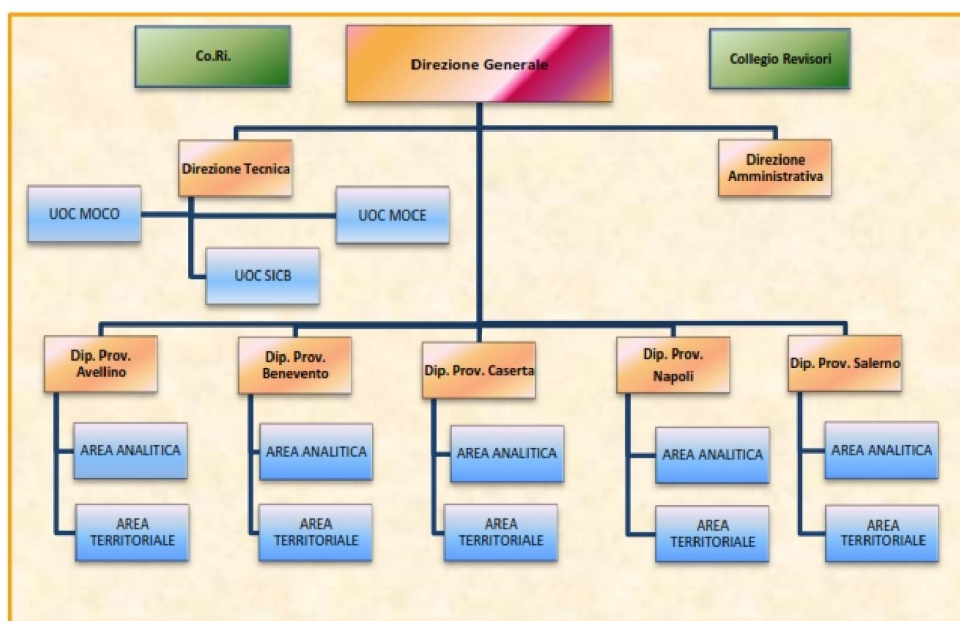 Co.Ri.
Direzione Generale
Collegio Revisori
Direzione Tecnica
Direzione
Amministrativa
UOC MOCO
UOC MOCE
UOC SICB
Dip. Prov.
Avellino
Dip. Prov.
Benevento
Dip. Prov. Caserta
Dip. Prov.
Napoli
Dip. Prov. Salerno
AREA ANALITICA
AREA ANALITICA
AREA ANALITICA
AREA ANALITICA
AREA ANALITICA
AREA
TERRITORIALE
AREA
TERRITORIALE
AREA
TERRITORIALE
AREA
TERRITORIALE
AREA
TERRITORIALE